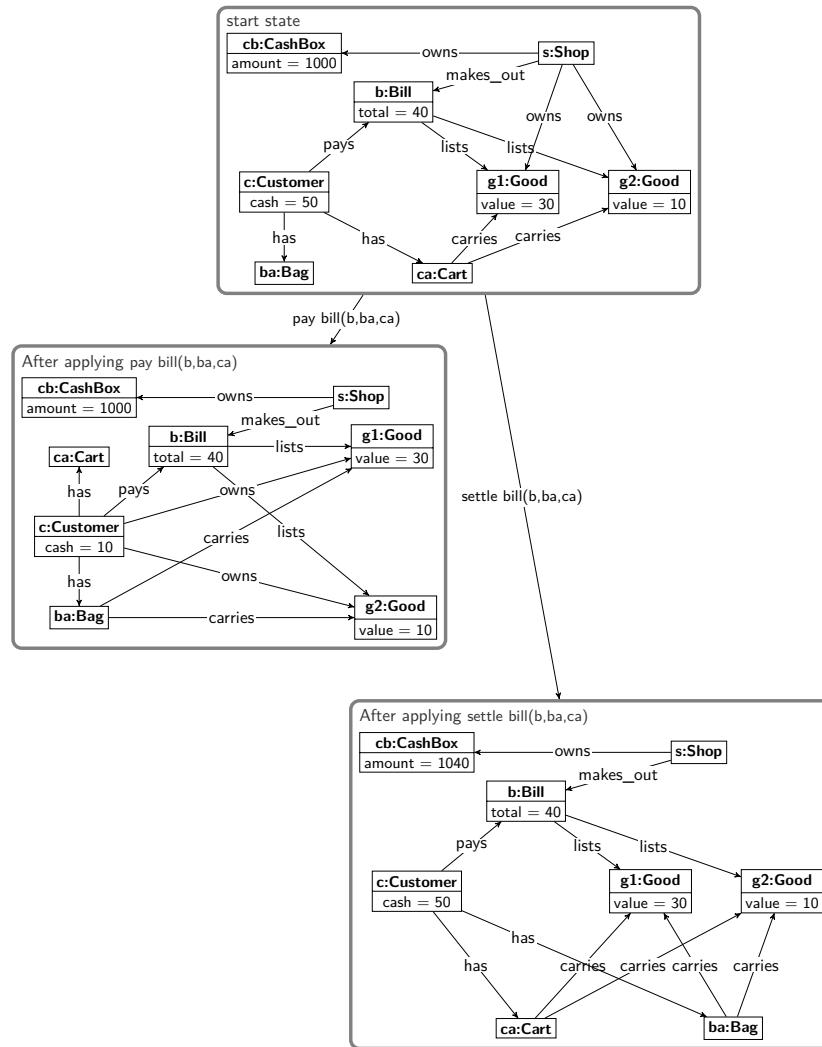 start state
cb:CashBox
amount = 1000
owns
s:Shop
makes_out
b:Bill
total = 40
owns
owns
pays
lists
lists
c:Customer
cash = 50
g1:Good
value = 30
g2:Good
value = 10
has
has
carries
carries
ba:Bag
ca:Cart
pay bill(b,ba,ca)
settle bill(b,ba,ca)
After applying pay bill(b,ba,ca)
cb:CashBox
amount = 1000
owns
s:Shop
makes_out
b:Bill
total = 40
lists
g1:Good
value = 30
ca:Cart
has
pays
owns
c:Customer
cash = 10
carries
lists
has
owns
ba:Bag
carries
g2:Good
value = 10
After applying settle bill(b,ba,ca)
cb:CashBox
amount = 1040
owns
s:Shop
makes_out
b:Bill
total = 40
pays
lists
lists
c:Customer
cash = 50
g1:Good
value = 30
g2:Good
value = 10
has
has
carries
carries
carries
carries
ca:Cart
ba:Bag